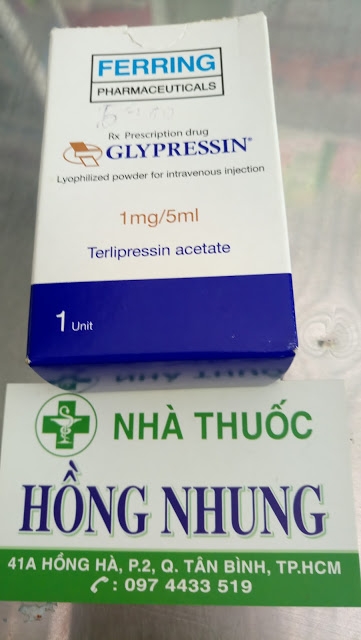 FERRING
PHARMACEUTICALS
Rx Prescription drug
GLYPRESSIN®
Lyophilized powder for intravenous injection
1mg/5ml
Terlipressin acetate
1 Unit
NHÀ THUỐC
HỒNG NHUNG
41A HỒNG HÀ, P.2, Q. TÂN BÌNH, TP.HCM
: 097 4433 519